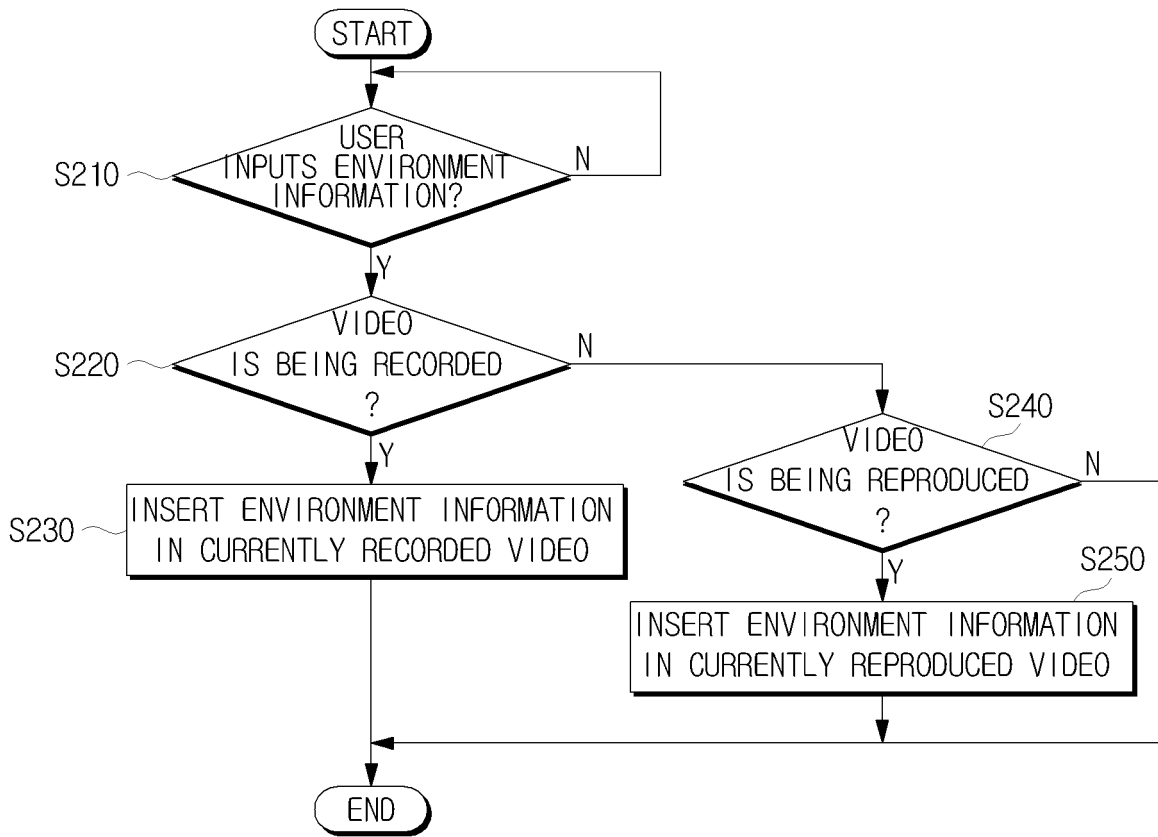 START
USER
INPUTS ENVIRONMENT
INFORMATION?
S210
N
Y
VIDEO
IS BEING RECORDED
?
S220
N
Y
S240
VIDEO
IS BEING REPRODUCED
?
N
Y
INSERT ENVIRONMENT INFORMATION
IN CURRENTLY RECORDED VIDEO
S230
S250
INSERT ENVIRONMENT INFORMATION
IN CURRENTLY REPRODUCED VIDEO
END